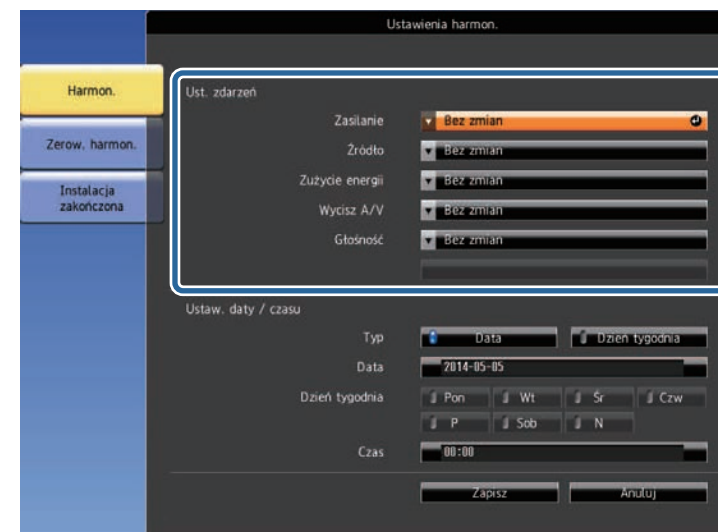 Ustawienia harmon.
Harmon.
Zerow. harmon.
Instalacja
zakończona
Ust. zdarzeń
Zasilanie Bez zmian
Źródło Bez zmian
Zużycie energii Bez zmian
Wycisz A/V Bez zmian
Głośność Bez zmian
Ustaw. daty / czasu
Typ Data Dzień tygodnia
Data 2014-05-05
Dzień tygodnia Pon Wt Śr Czw
P Sob N
Czas 00:00
Zapisz Anuluj